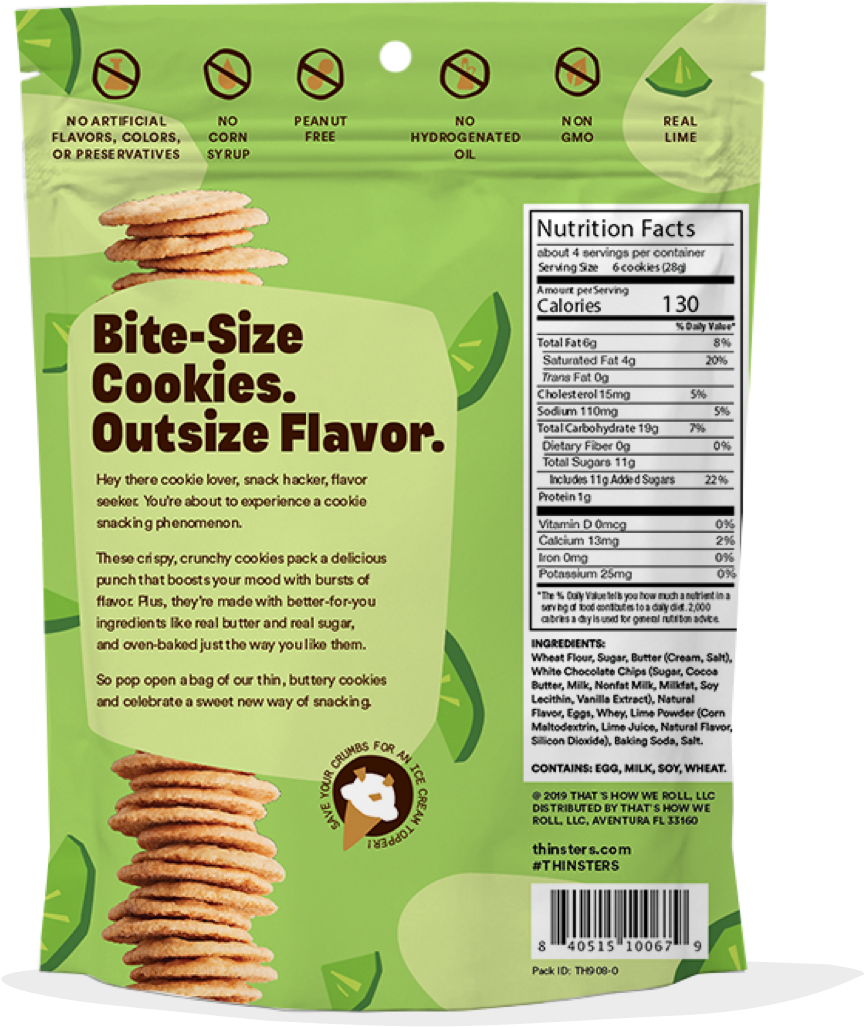 NO ARTIFICIAL
FLAVORS, COLORS,
OR PRESERVATIVES
NO
CORN
SYRUP
PEANUT
FREE
NO
HYDROGENATED
OIL
NON
GMO
REAL
LIME
Bite-Size
Cookies.
Outsize Flavor.
Hey there cookie lover, snack hacker, flavor
seeker. You're about to experience a cookie
snacking phenomenon.
These crispy, crunchy cookies pack a delicious
punch that boosts your mood with bursts of
flavor. Plus, they're made with better-for-you
ingredients like real butter and real sugar,
and oven-baked just the way you like them.
So pop open a bag of our thin, buttery cookies
and celebrate a sweet new way of snacking.
SAVE YOUR CRUMBS FOR AN ICE CREAM TOPPER!
Nutrition Facts
about 4 servings per container
Serving Size 6 cookies (28g)
Amount per Serving
Calories 130
% Daily Value*
Total Fat 6g 8%
Saturated Fat 4g 20%
Trans Fat 0g
Cholesterol 15mg 5%
Sodium 110mg 5%
Total Carbohydrate 19g 7%
Dietary Fiber 0g 0%
Total Sugars 11g
Includes 11g Added Sugars 22%
Protein 1g
Vitamin D 0mcg 0%
Calcium 13mg 2%
Iron 0mg 0%
Potassium 25mg 0%
*The % Daily Value tells you how much a nutrient in a
serving of food contibutes to a daily diet. 2,000
calories a day is used for general nutrition advice.
INGREDIENTS:
Wheat Flour, Sugar, Butter (Cream, Salt),
White Chocolate Chips (Sugar, Cocoa
Butter, Milk, Nonfat Milk, Milkfat, Soy
Lecithin, Vanilla Extract), Natural
Flavor, Eggs, Whey, Lime Powder (Corn
Maltodextrin, Lime Juice, Natural Flavor,
Silicon Dioxide), Baking Soda, Salt.
CONTAINS: EGG, MILK, SOY, WHEAT.
© 2019 THAT'S HOW WE ROLL, LLC
DISTRIBUTED BY THAT'S HOW WE
ROLL, LLC, AVENTURA FL 33160
thinsters.com
#THINSTERS
8 40515 10067 9
Pack ID: TH908-0